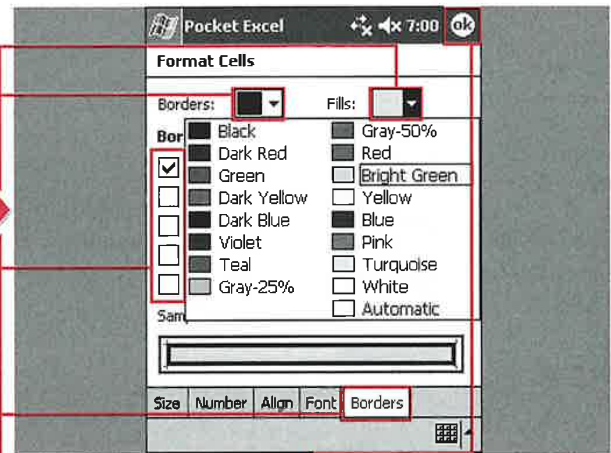 Pocket Excel 7:00 ok
Format Cells
Borders: Fills:
Bor
Black Gray-50%
Dark Red Red
Green Bright Green
Dark Yellow Yellow
Dark Blue Blue
Violet Pink
Teal Turquoise
Gray-25% White
Automatic
Sam
Size Number Align Font Borders